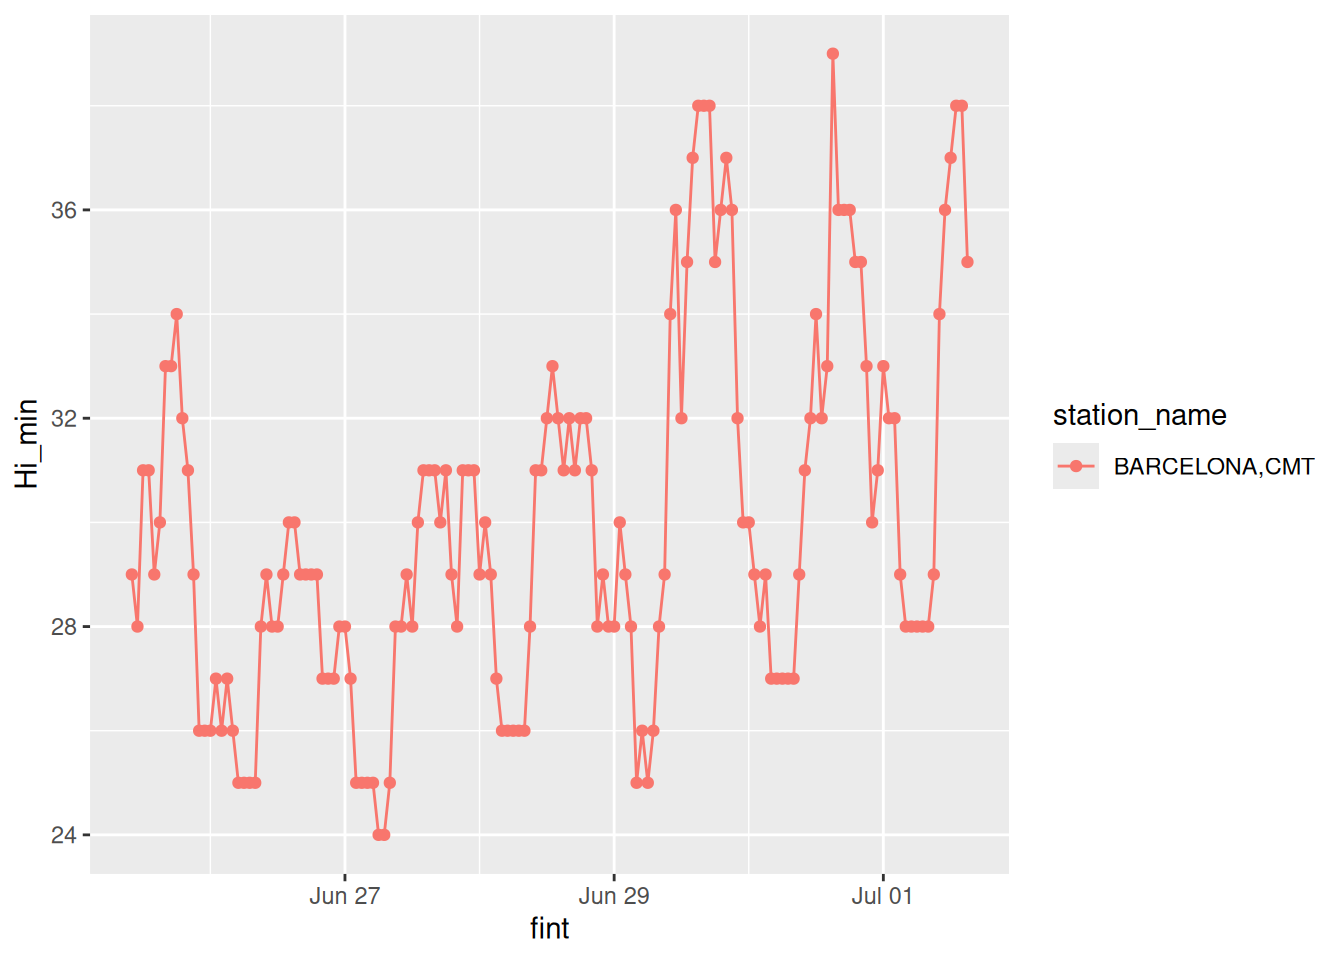 Hi_min
36
32
28
24
Jun 27
Jun 29
Jul 01
fint
station_name
BARCELONA,CMT